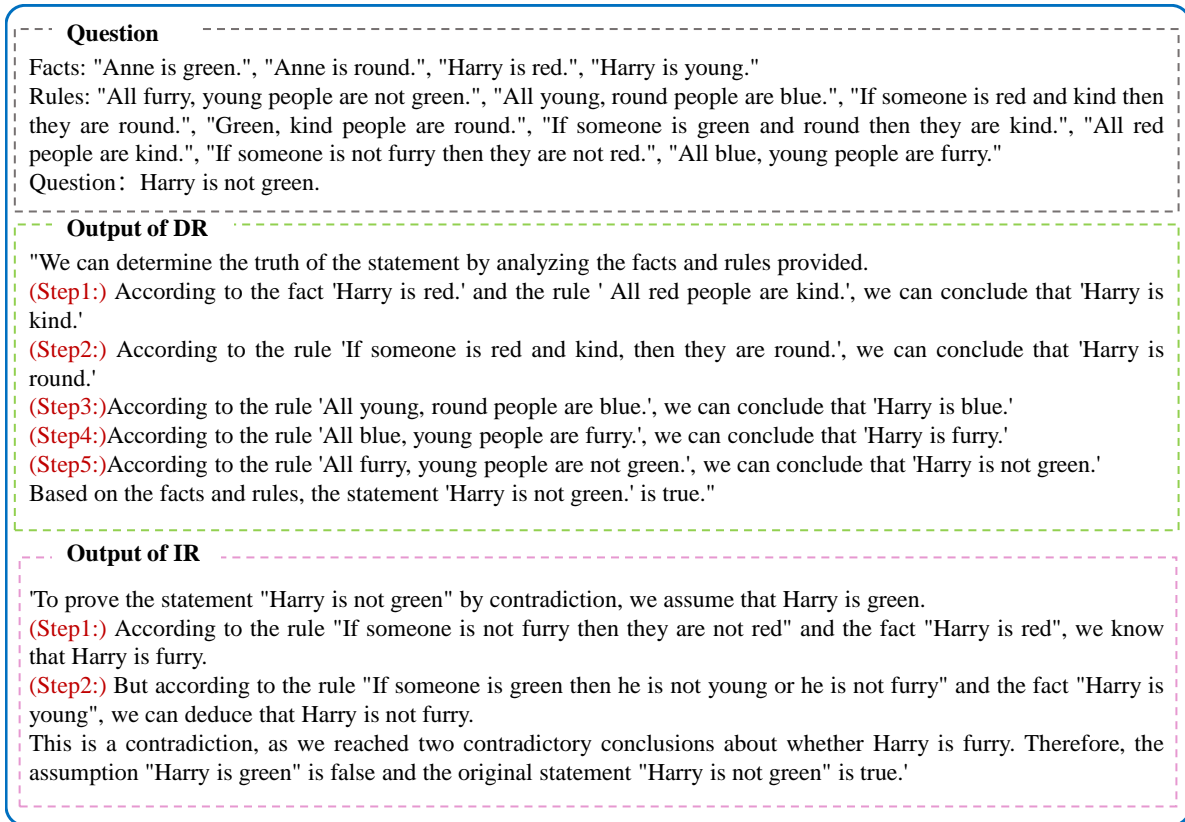 Question
Facts: "Anne is green.", "Anne is round.", "Harry is red.", "Harry is young."
Rules: "All furry, young people are not green.", "All young, round people are blue.", "If someone is red and kind then
they are round.", "Green, kind people are round.", "If someone is green and round then they are kind.", "All red
people are kind.", "If someone is not furry then they are not red.", "All blue, young people are furry."
Question： Harry is not green.
Output of DR
"We can determine the truth of the statement by analyzing the facts and rules provided.
(Step1:) According to the fact 'Harry is red.' and the rule ' All red people are kind.', we can conclude that 'Harry is
kind.'
(Step2:) According to the rule 'If someone is red and kind, then they are round.', we can conclude that 'Harry is
round.'
(Step3:)According to the rule 'All young, round people are blue.', we can conclude that 'Harry is blue.'
(Step4:)According to the rule 'All blue, young people are furry.', we can conclude that 'Harry is furry.'
(Step5:)According to the rule 'All furry, young people are not green.', we can conclude that 'Harry is not green.'
Based on the facts and rules, the statement 'Harry is not green.' is true."
Output of IR
'To prove the statement "Harry is not green" by contradiction, we assume that Harry is green.
(Step1:) According to the rule "If someone is not furry then they are not red" and the fact "Harry is red", we know
that Harry is furry.
(Step2:) But according to the rule "If someone is green then he is not young or he is not furry" and the fact "Harry is
young", we can deduce that Harry is not furry.
This is a contradiction, as we reached two contradictory conclusions about whether Harry is furry. Therefore, the
assumption "Harry is green" is false and the original statement "Harry is not green" is true.'